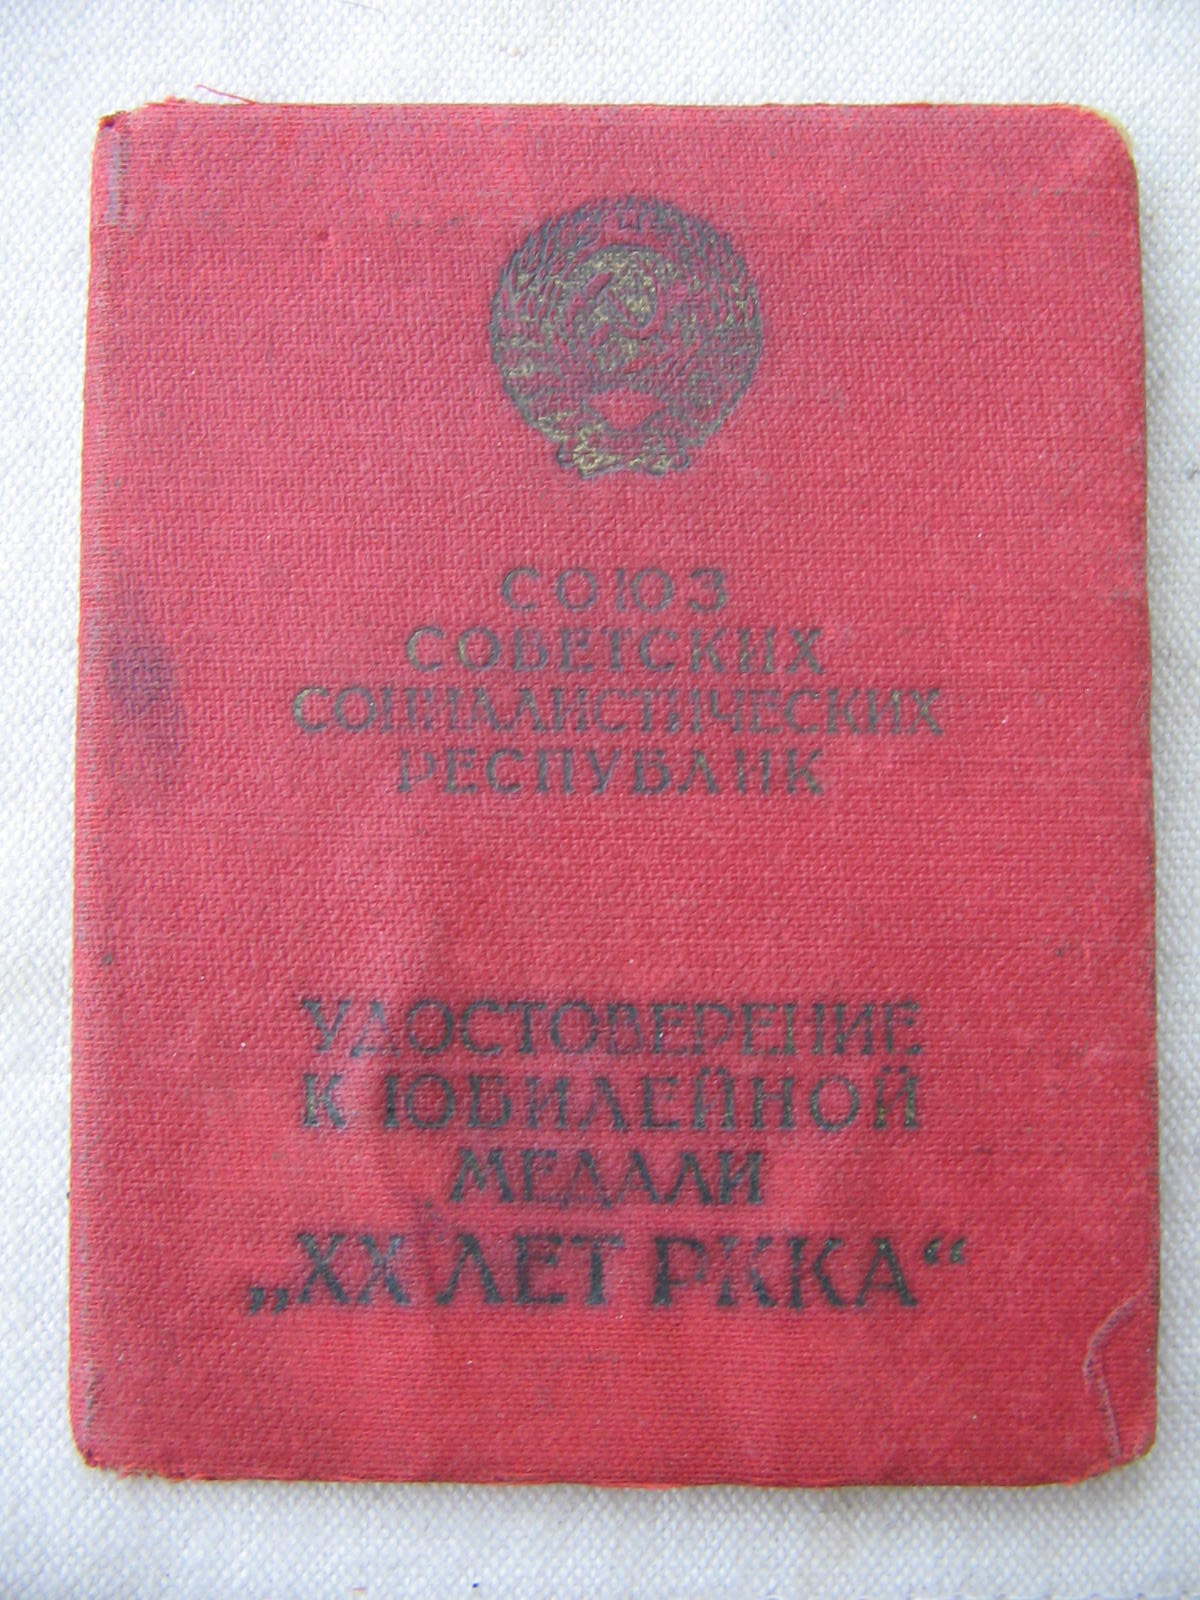 СОЮЗ
СОВЕТСКИХ
СОЦИАЛИСТИЧЕСКИХ
РЕСПУБЛИК
УДОСТОВЕРЕНИЕ
К ЮБИЛЕЙНОЙ
МЕДАЛИ
„XX ЛЕТ РККА“